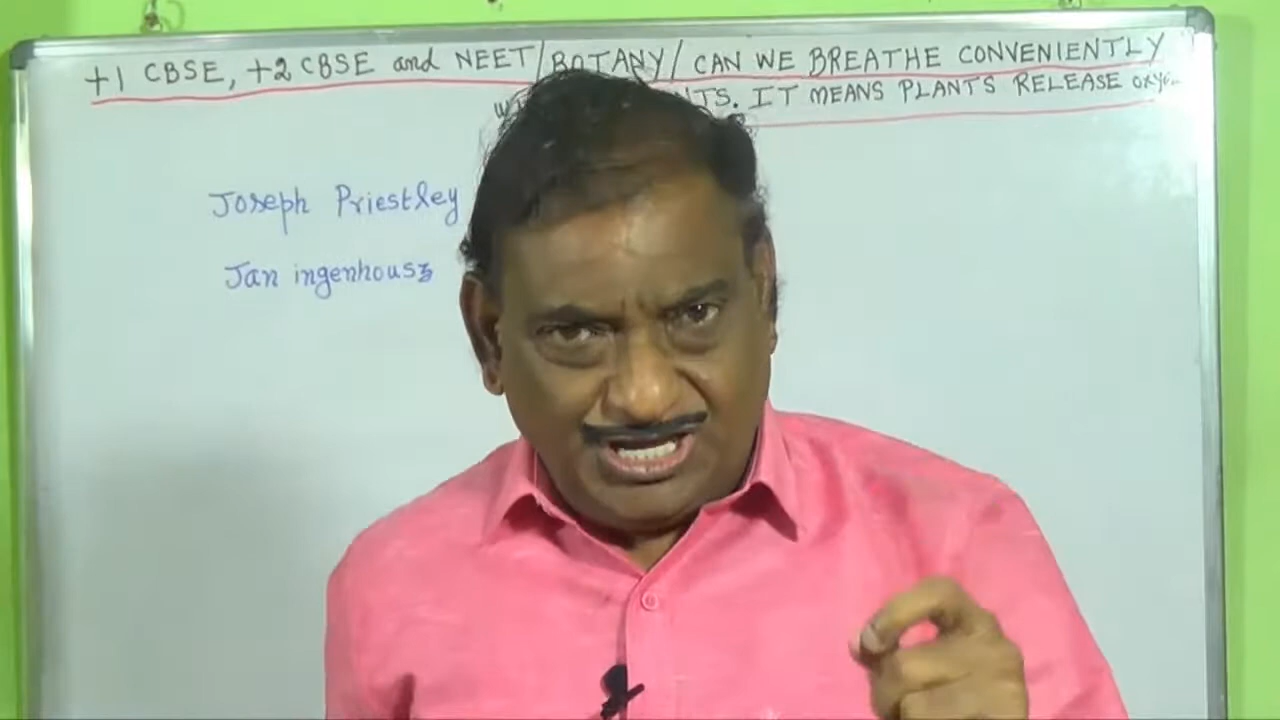 +1 CBSE, +2 CBSE and NEET/BOTANY/ CAN WE BREATHE CONVENIENTLY
IT MEANS PLANTS RELEASE
Joseph Priestley
Jan ingenhousz